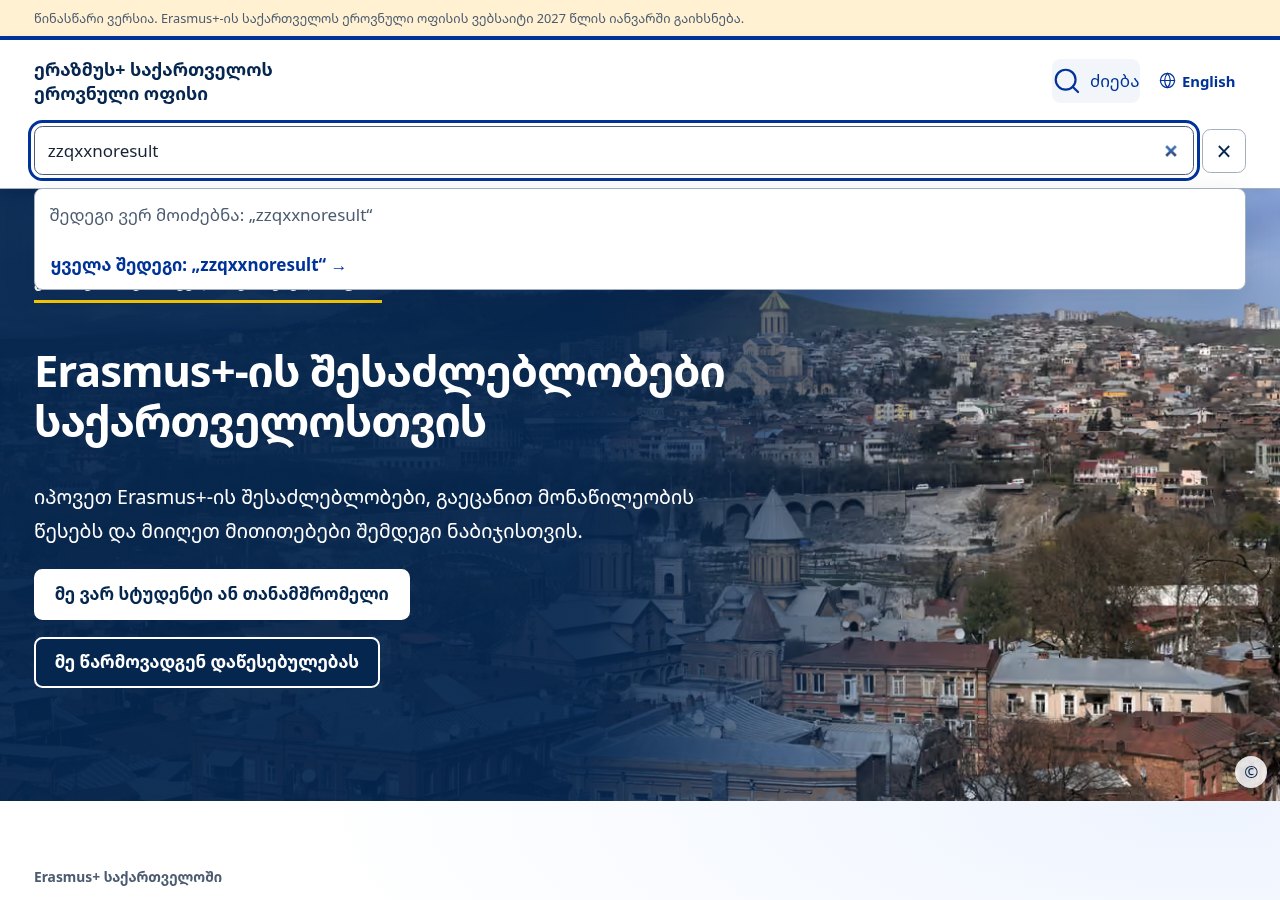 წინასწარი ვერსია. Erasmus+-ის საქართველოს ეროვნული ოფისის ვებსაიტი 2027 წლის იანვარში გაიხსნება.
ერაზმუს+ საქართველოს
ეროვნული ოფისი
ძიება
English
zzqxxnoresult
შედეგი ვერ მოიძებნა: „zzqxxnoresult“
ყველა შედეგი: „zzqxxnoresult“ →
Erasmus+-ის შესაძლებლობები
საქართველოსთვის
იპოვეთ Erasmus+-ის შესაძლებლობები, გაეცანით მონაწილეობის
წესებს და მიიღეთ მითითებები შემდეგი ნაბიჯისთვის.
მე ვარ სტუდენტი ან თანამშრომელი
მე წარმოვადგენ დაწესებულებას
©
Erasmus+ საქართველოში